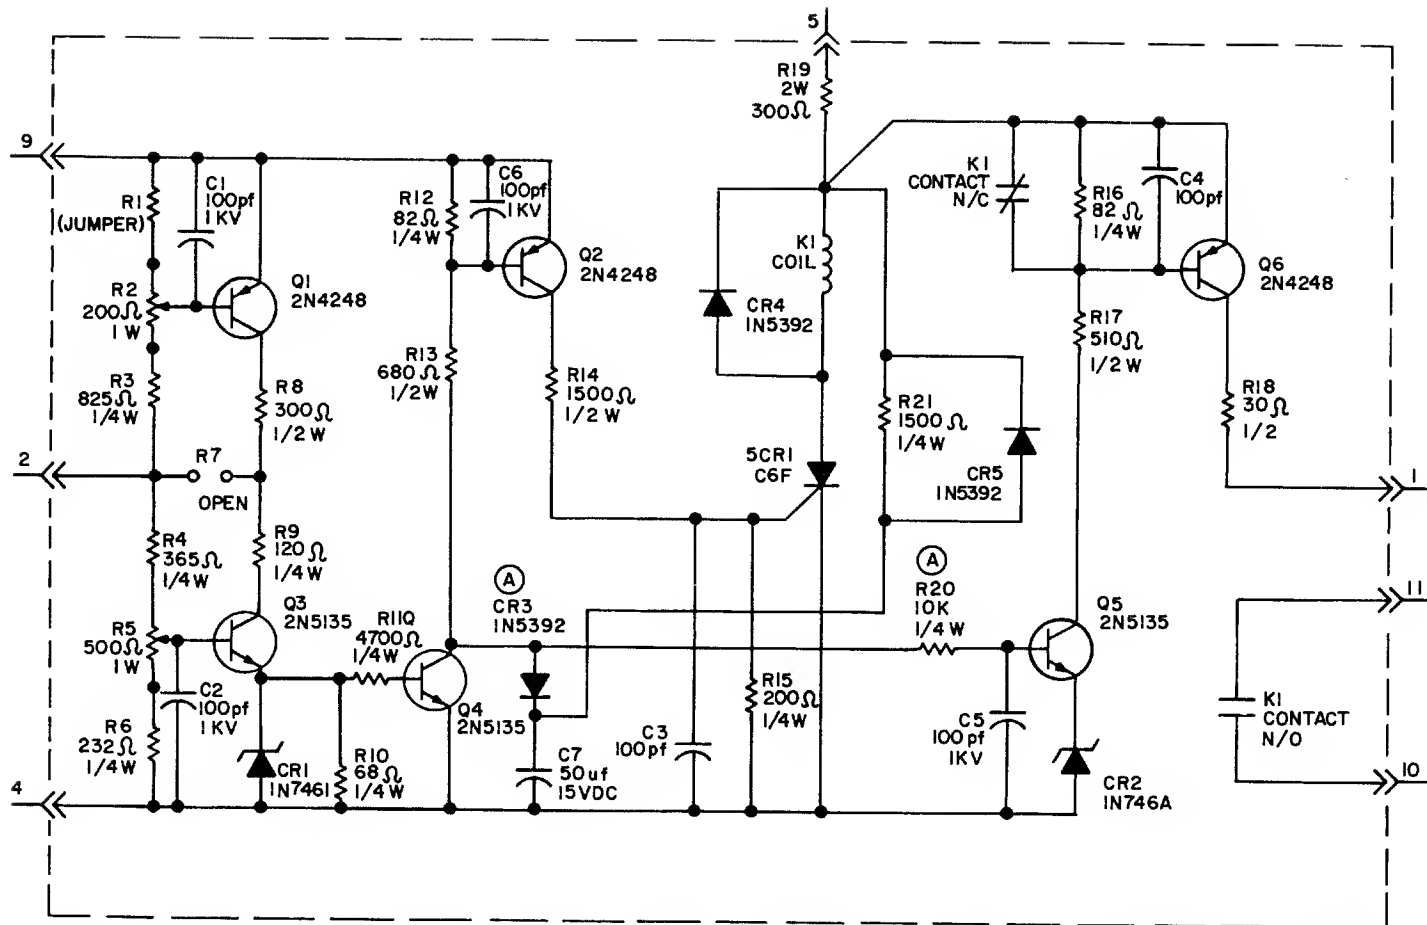 5
R19
2W
300Ω
9
R1
(JUMPER)
C1
100pf
1KV
R12
82Ω
1/4W
C6
100pf
1KV
K1
CONTACT
N/C
R16
82 Ω
1/4W
C4
100pf
Q1
2N4248
Q2
2N4248
K1
COIL
Q6
2N4248
R2
200Ω
1W
CR4
1N5392
R17
510Ω
1/2W
R3
825Ω
1/4W
R8
300Ω
1/2W
R13
680Ω
1/2W
R14
1500Ω
1/2W
R21
1500Ω
1/4W
R18
30Ω
1/2
2
R7
OPEN
5CR1
C6F
CR5
1N5392
1
R4
365Ω
1/4W
R9
120Ω
1/4W
A
CR3
1N5392
A
R20
10K
1/4W
11
Q3
2N5135
R11Q
4700Ω
1/4W
Q5
2N5135
R5
500Ω
1W
C2
100pf
1KV
Q4
2N5135
R15
200Ω
1/4W
C5
100pf
1KV
K1
CONTACT
N/O
R6
232Ω
1/4W
CR1
1N7461
R10
68Ω
1/4W
C7
50uf
15VDC
C3
100pf
CR2
1N746A
4
10